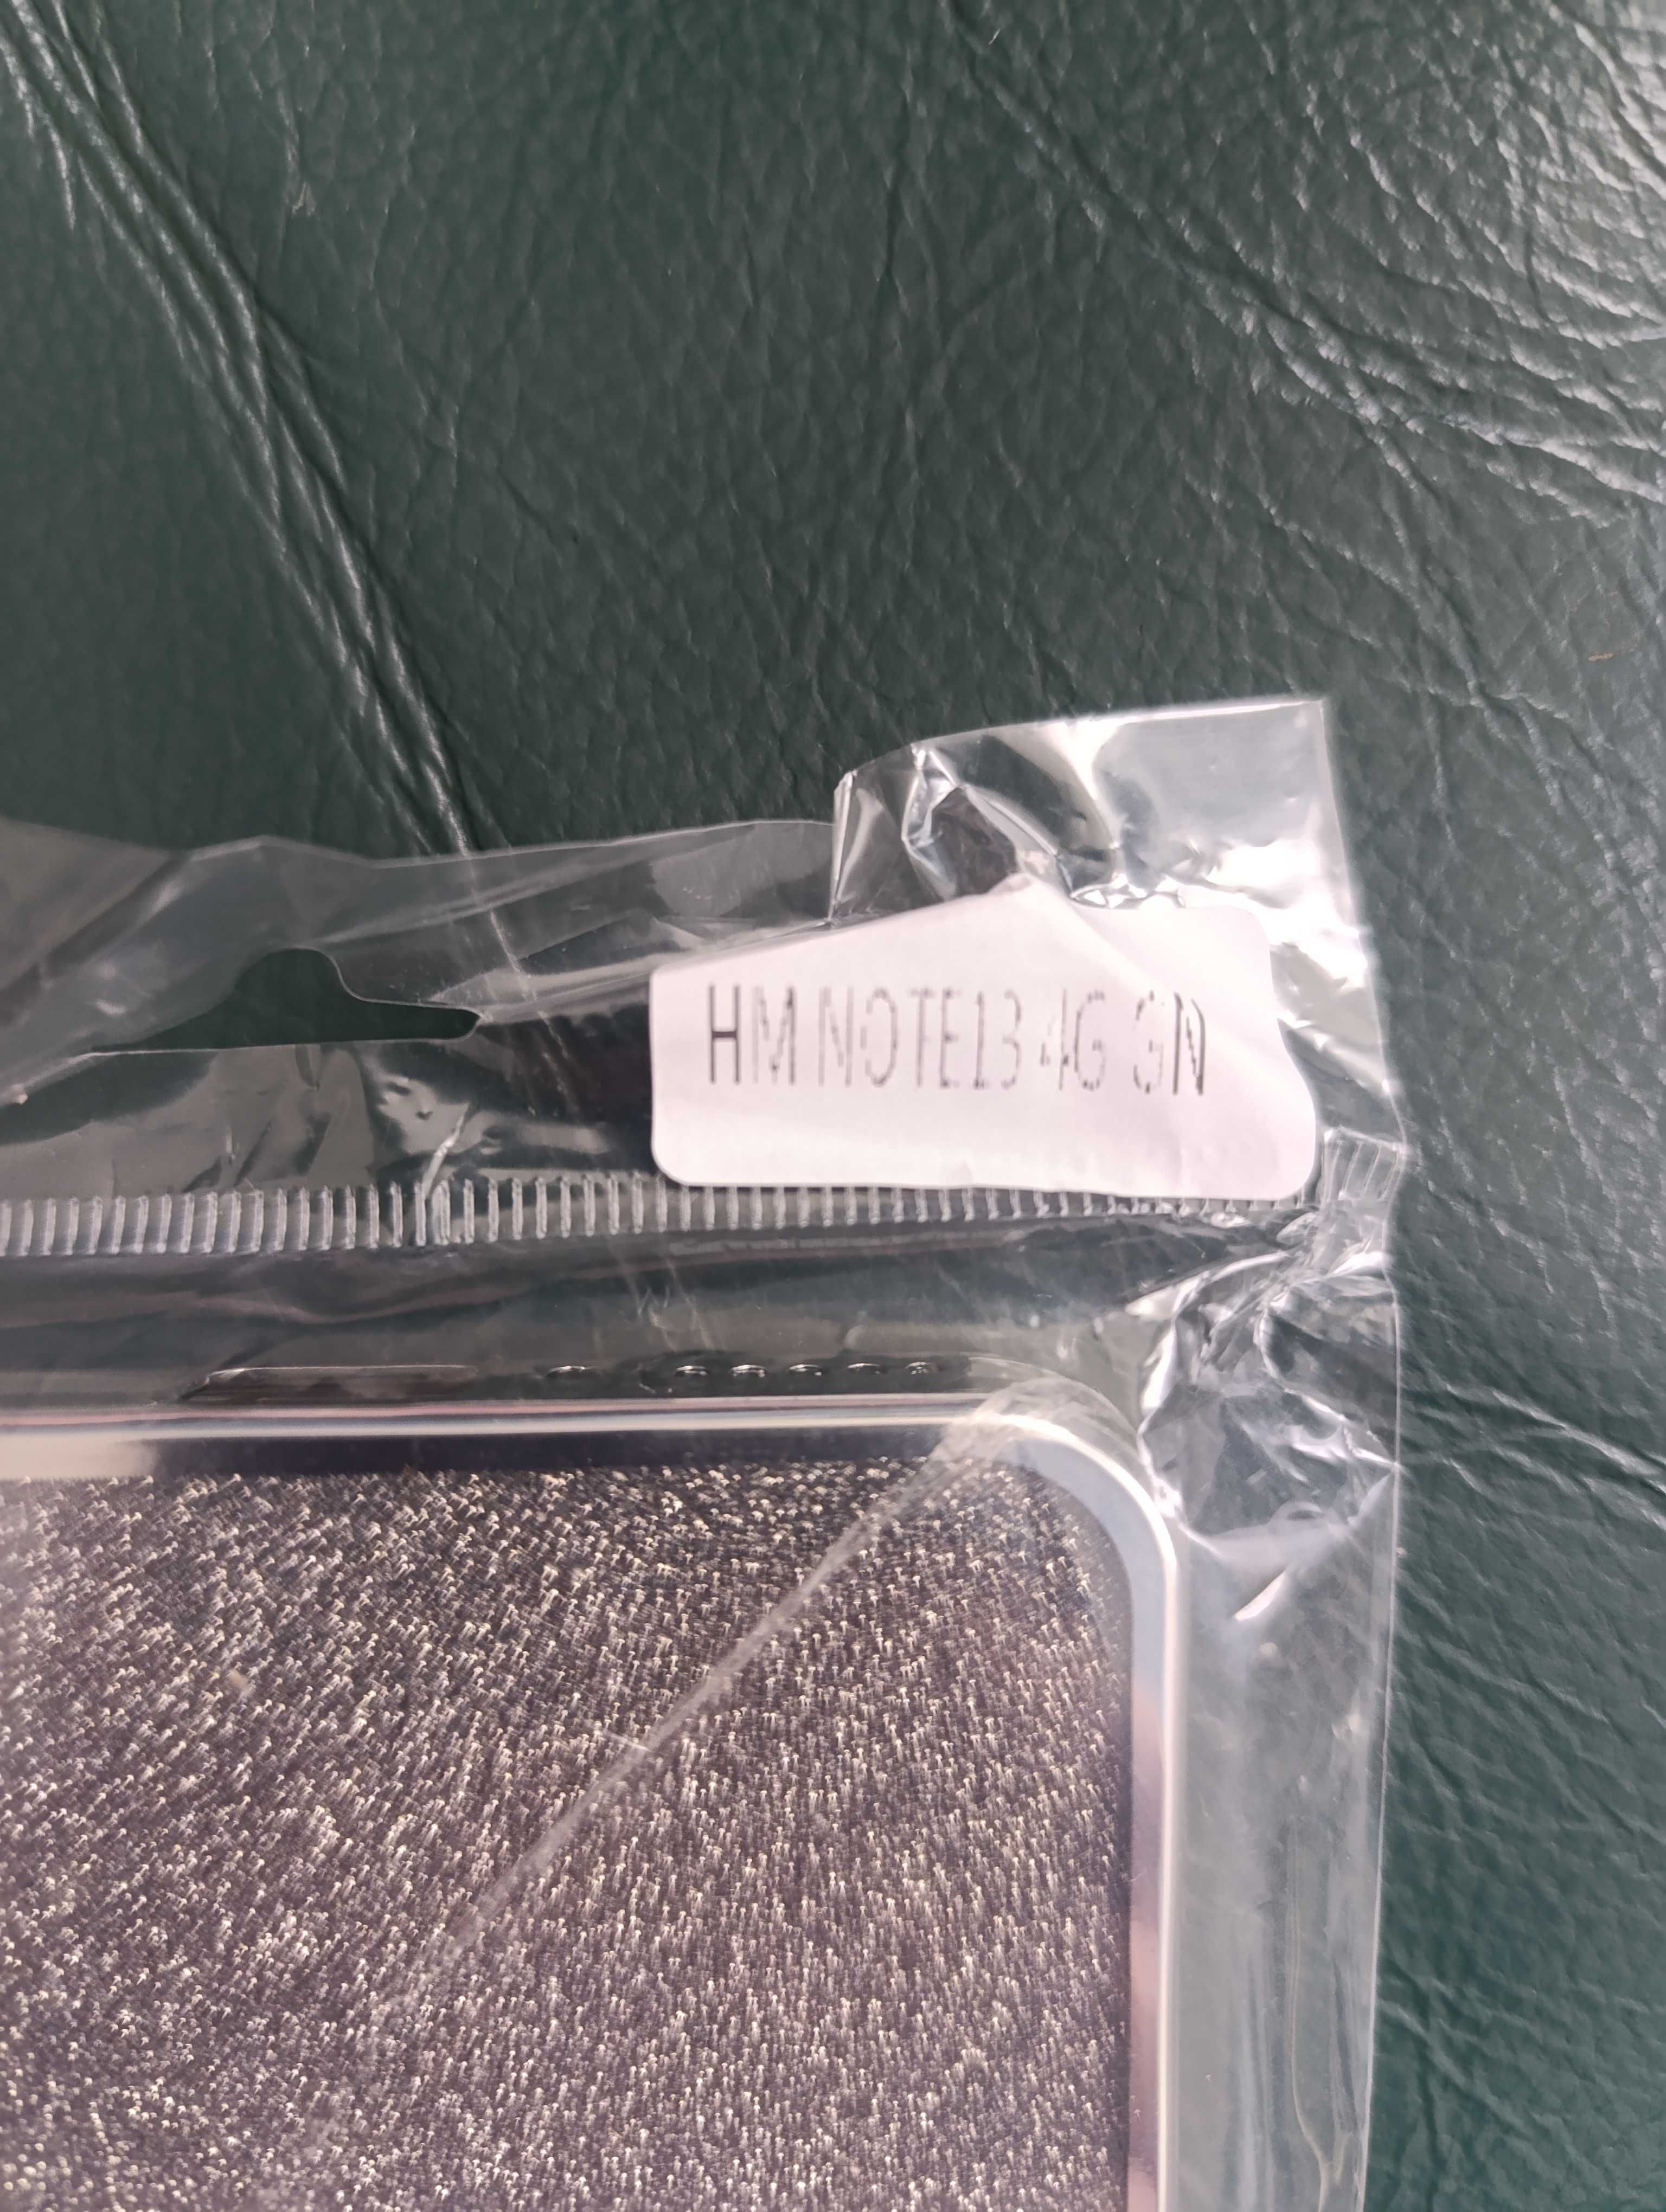 HM NOTE13 4G GN